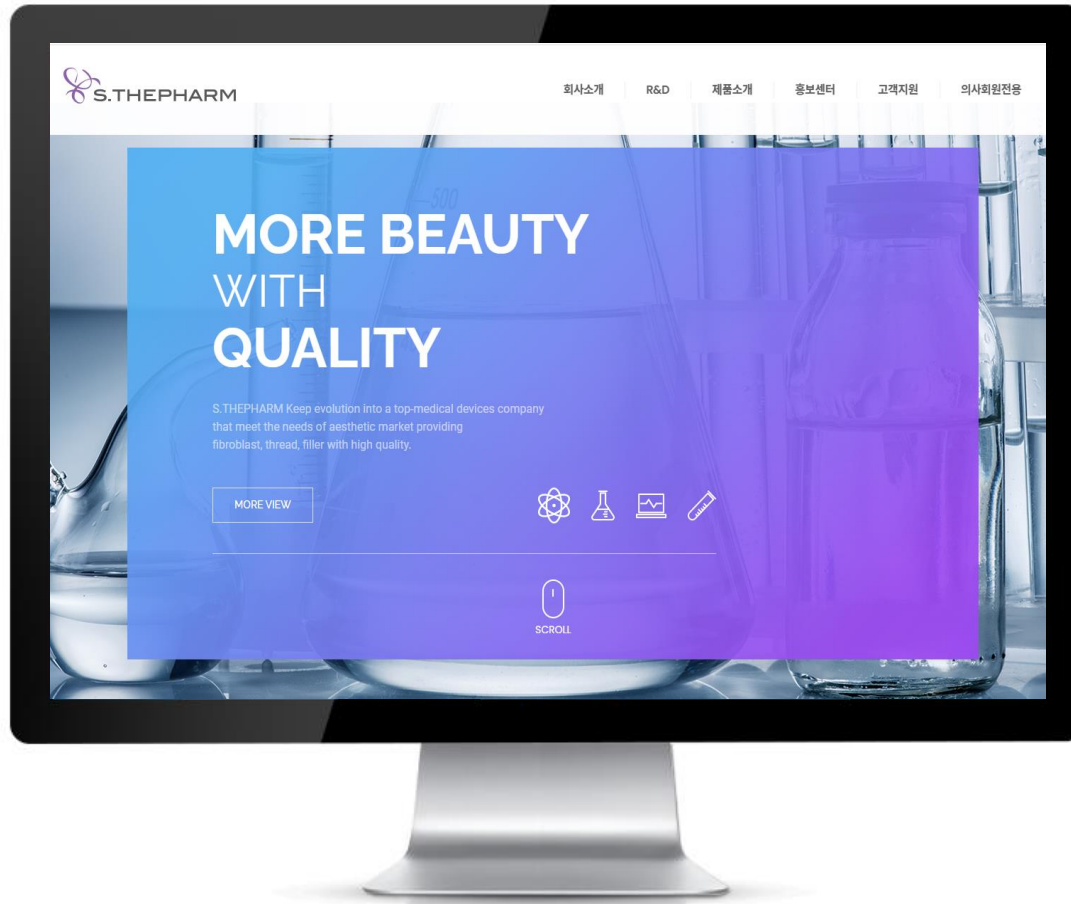 S.THEPHARM
회사소개 R&D 제품소개 홍보센터 고객지원 의사회원전용
500
MORE BEAUTY
WITH
QUALITY
S.THEPHARM Keep evolution into a top-medical devices company
that meet the needs of aesthetic market providing
fibroblast, thread, filler with high quality.
MORE VIEW
SCROLL